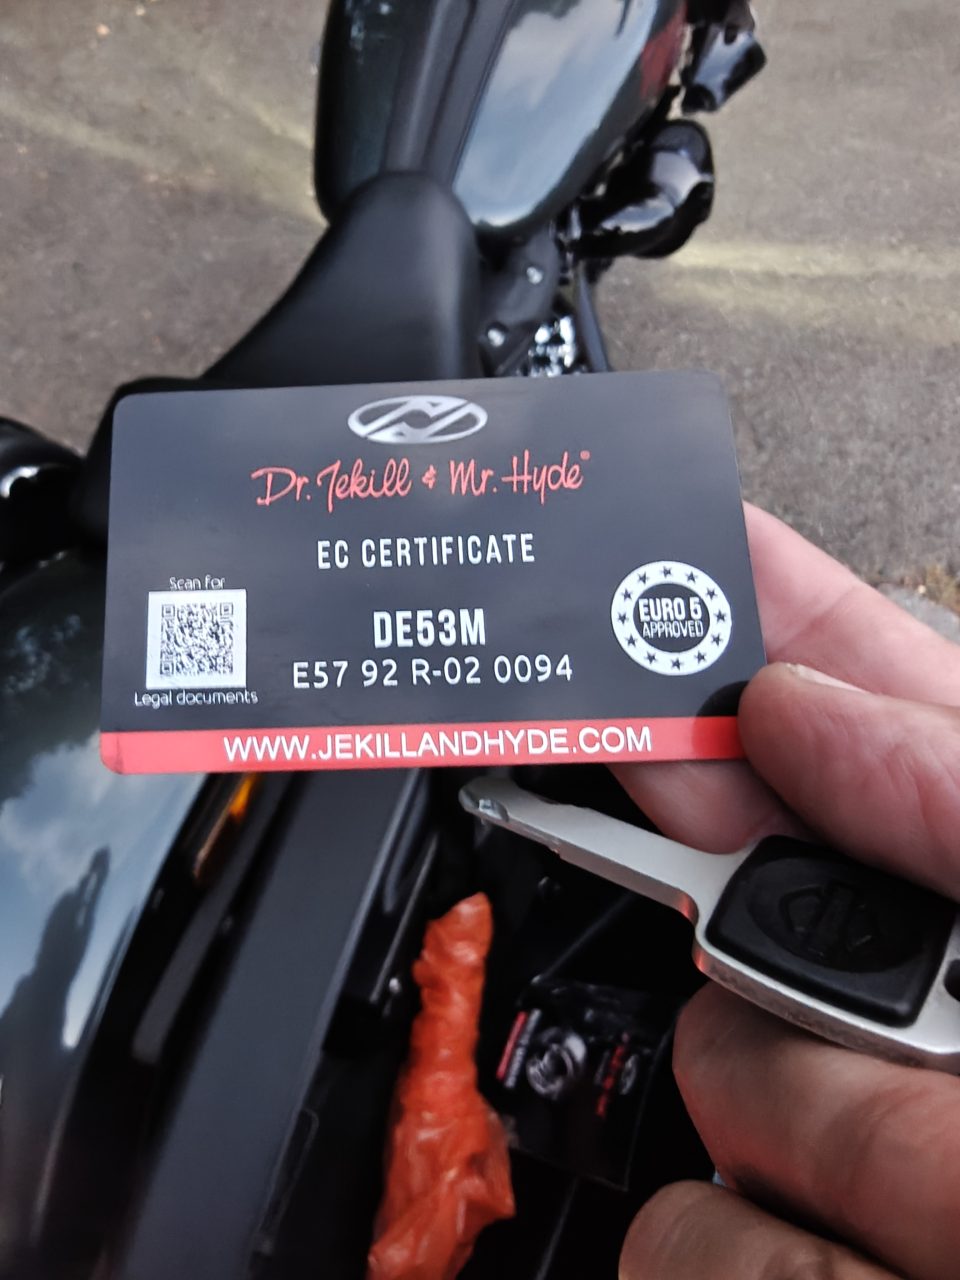 Dr. Jekill & Mr. Hyde®
EC CERTIFICATE
Scan for
Legal documents
DE53M
E57 92 R-02 0094
EURO 5
APPROVED
WWW.JEKILLANDHYDE.COM